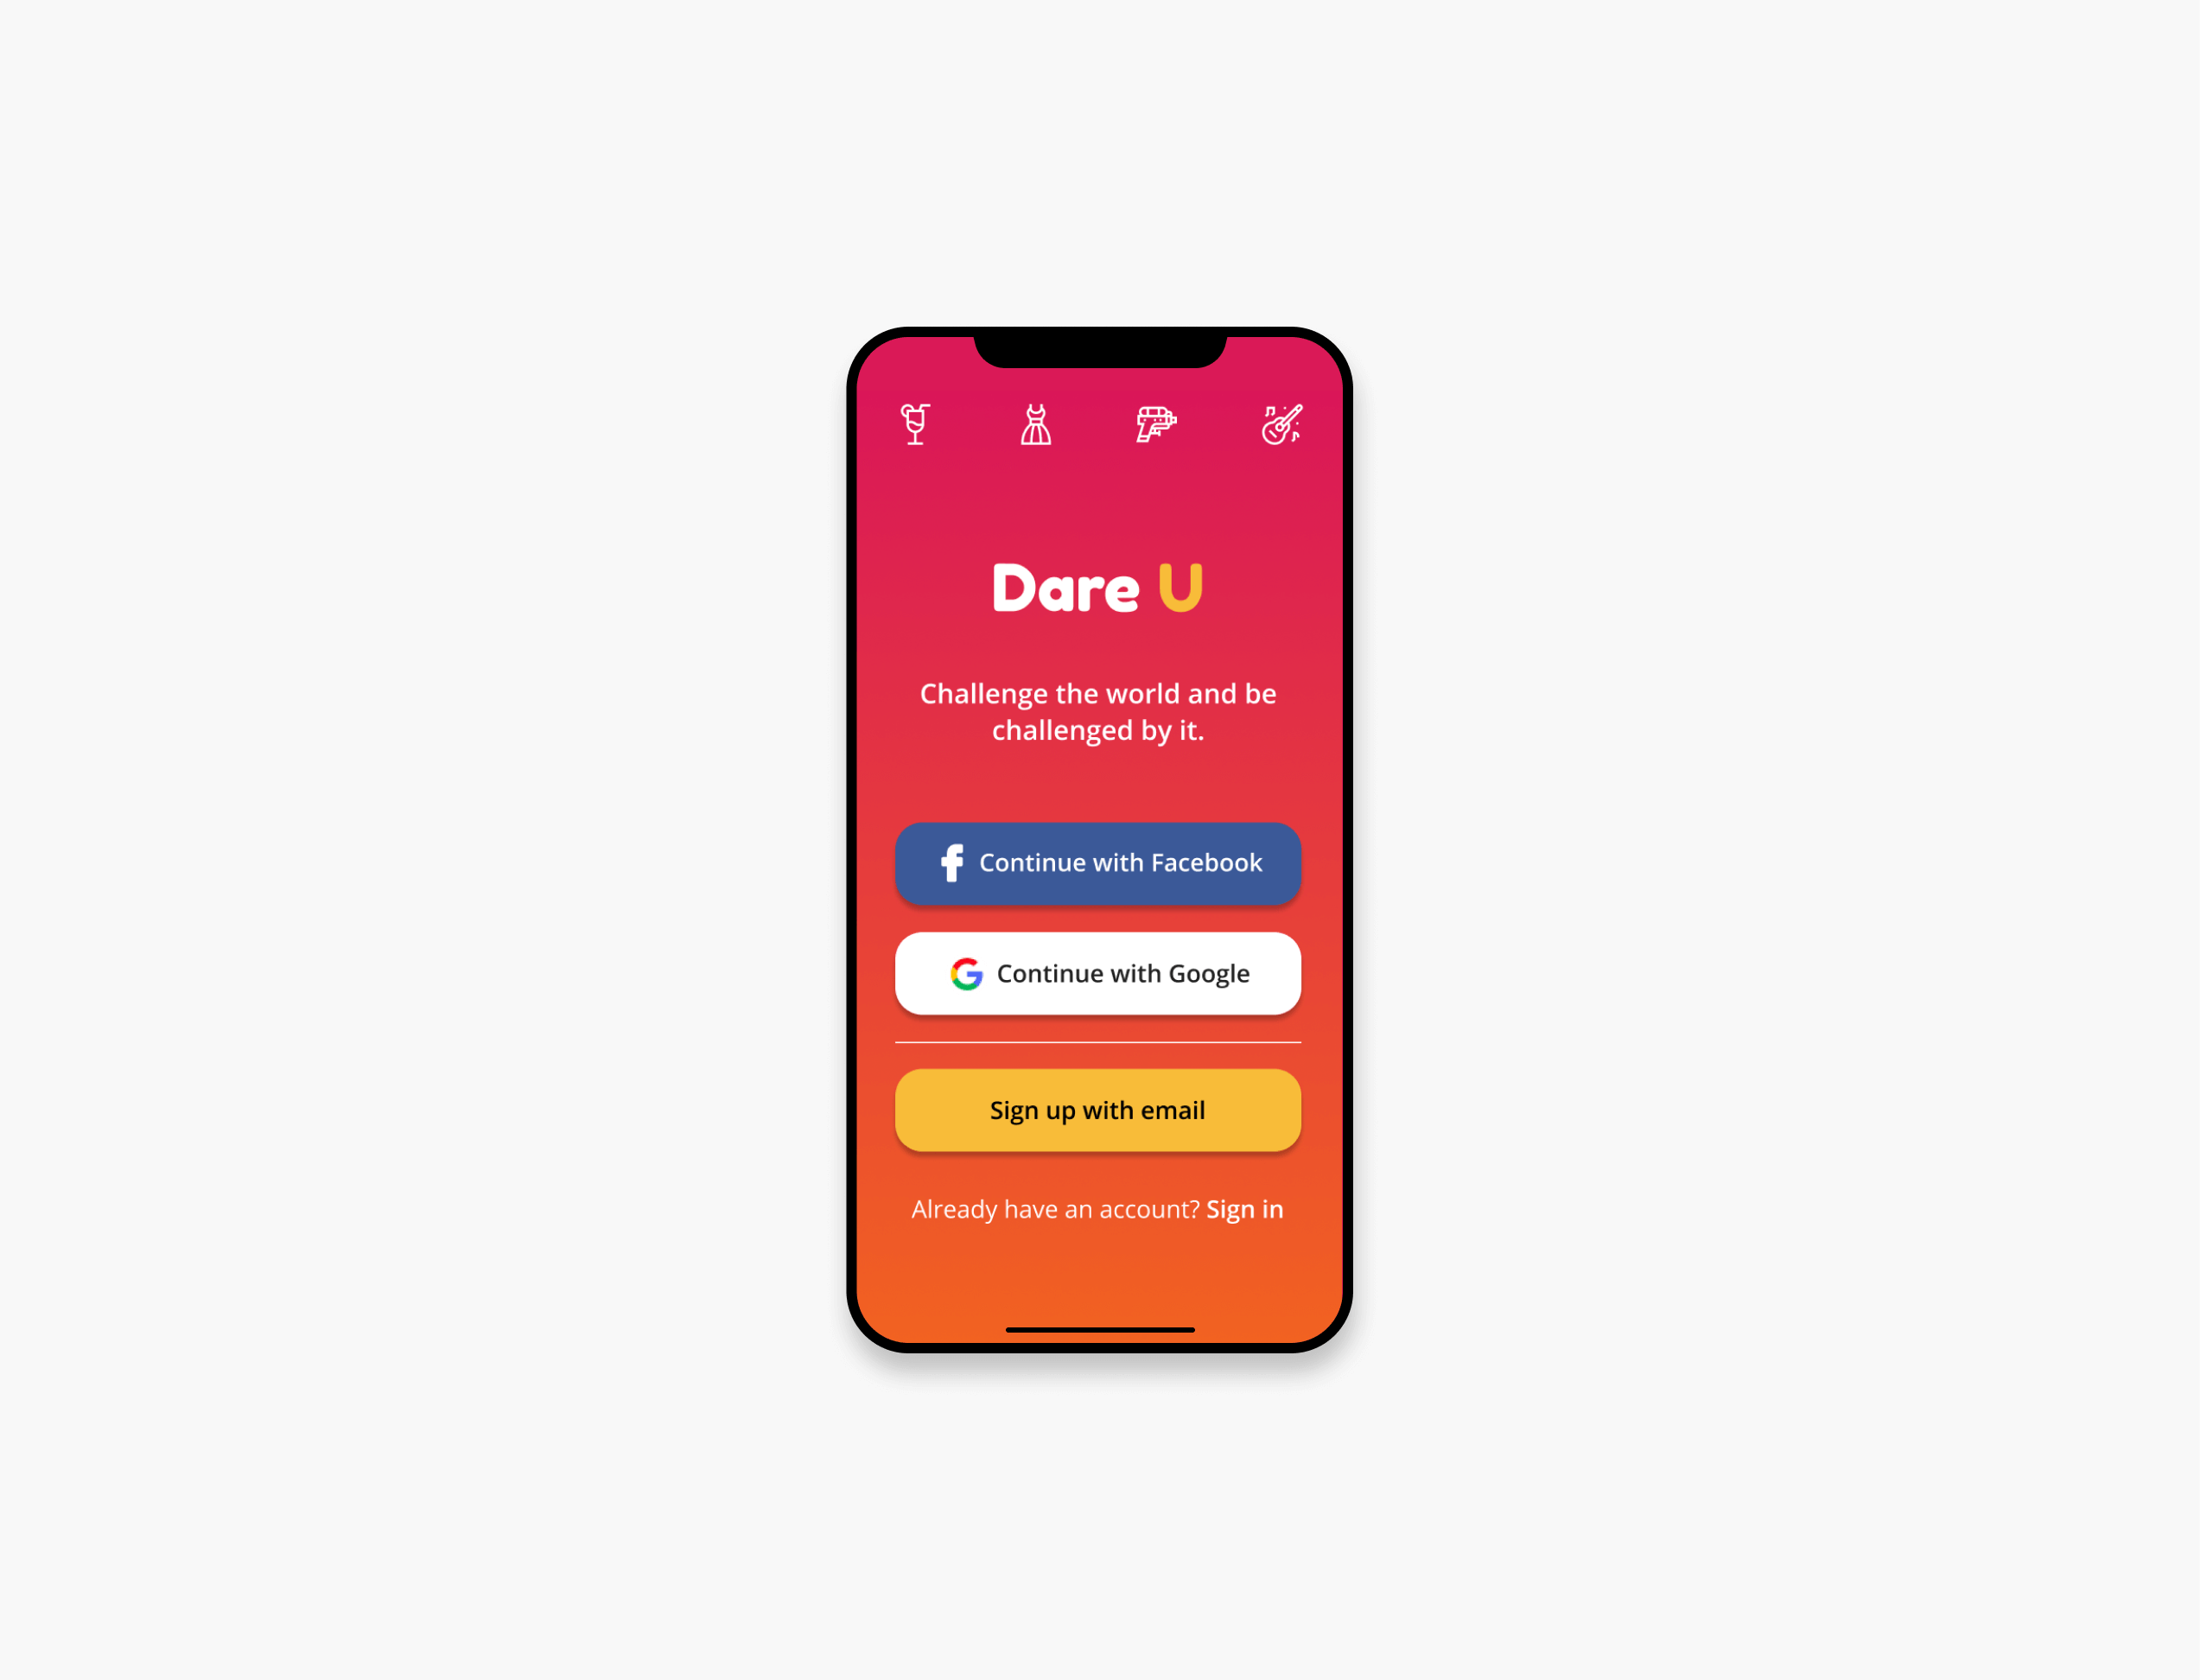 Dare U
Challenge the world and be
challenged by it.
Continue with Facebook
Continue with Google
Sign up with email
Already have an account? Sign in